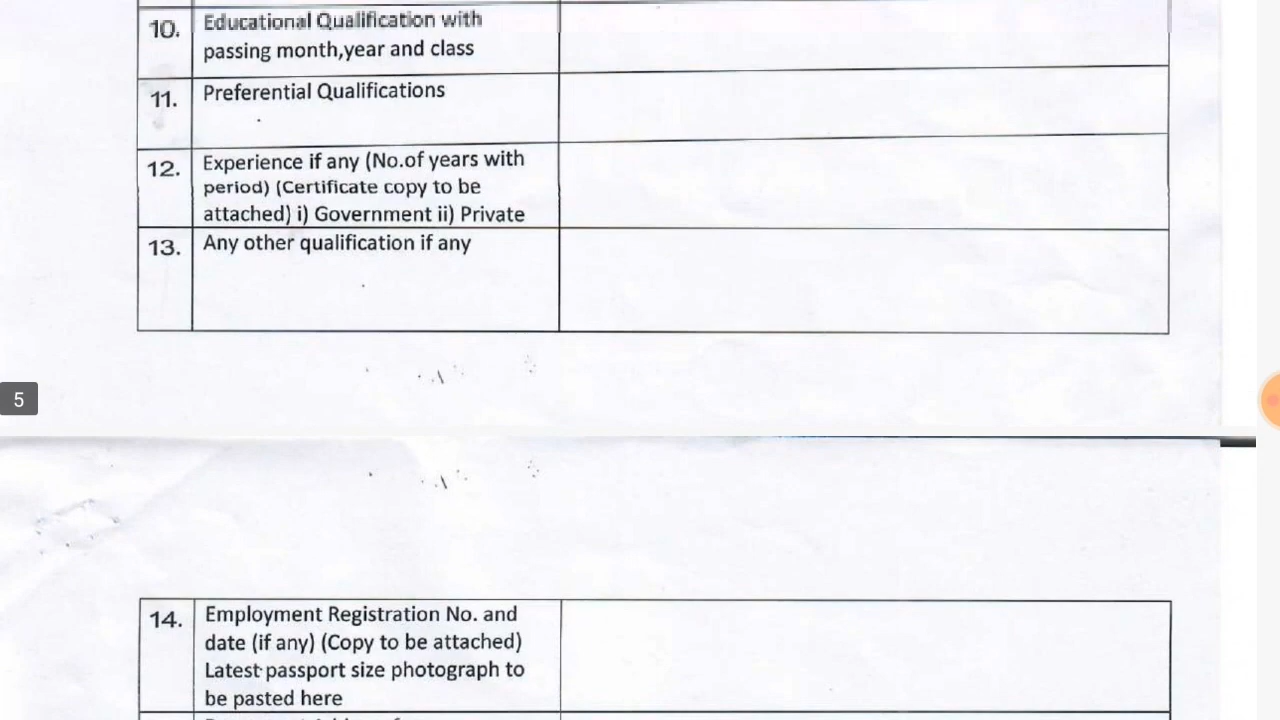 10. Educational Qualification with
passing month,year and class
11. Preferential Qualifications
12. Experience if any (No.of years with
period) (Certificate copy to be
attached) i) Government ii) Private
13. Any other qualification if any
5
14. Employment Registration No. and
date (if any) (Copy to be attached)
Latest passport size photograph to
be pasted here